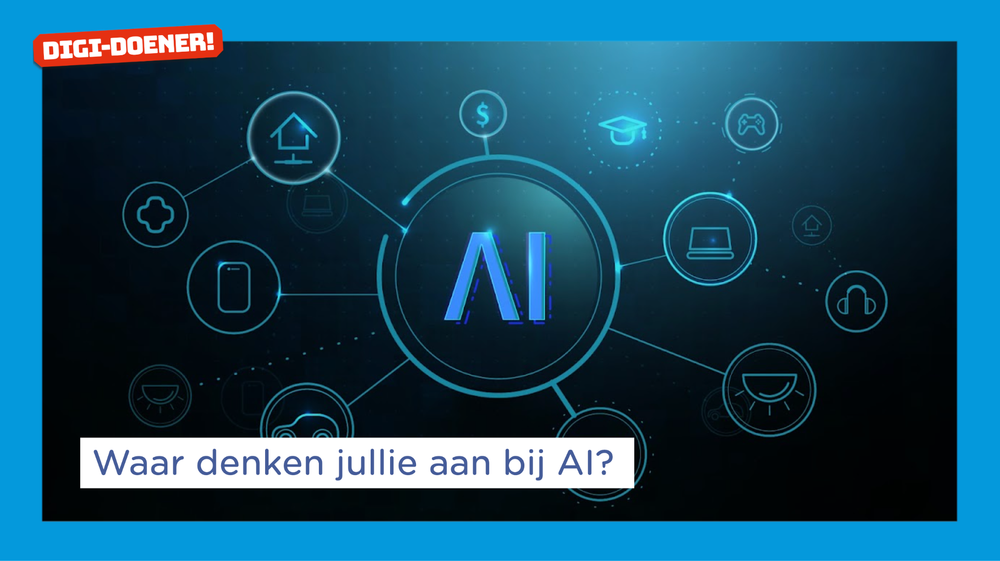 DIGI-DOENER!
$
AI
Waar denken jullie aan bij AI?